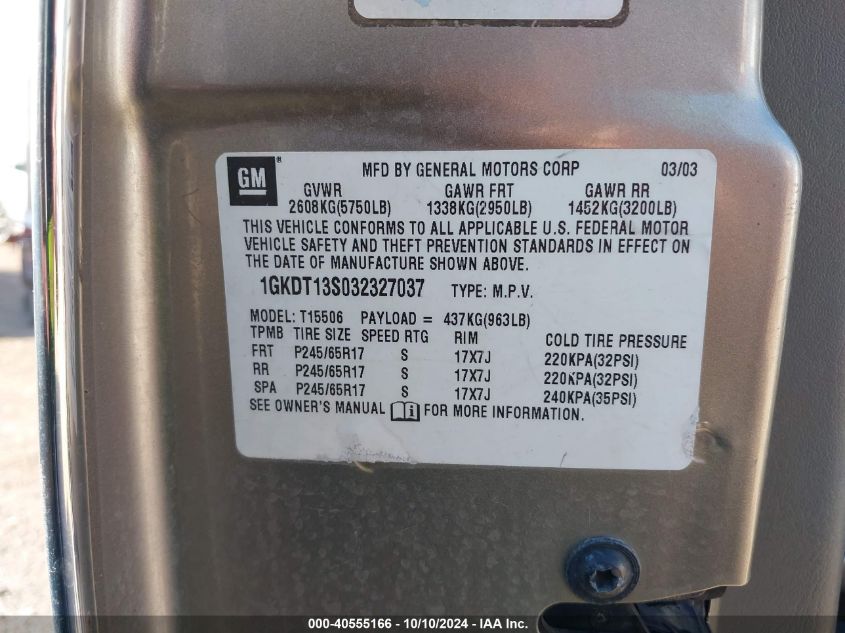 GM ® MFD BY GENERAL MOTORS CORP 03/03
GVWR GAWR FRT GAWR RR
2608KG(5750LB) 1338KG(2950LB) 1452KG(3200LB)
THIS VEHICLE CONFORMS TO ALL APPLICABLE U.S. FEDERAL MOTOR
VEHICLE SAFETY AND THEFT PREVENTION STANDARDS IN EFFECT ON
THE DATE OF MANUFACTURE SHOWN ABOVE.
1GKDT13S032327037 TYPE: M.P.V.
MODEL: T15506 PAYLOAD = 437KG(963LB)
TPMB TIRE SIZE SPEED RTG RIM COLD TIRE PRESSURE
FRT P245/65R17 S 17X7J 220KPA(32PSI)
RR P245/65R17 S 17X7J 220KPA(32PSI)
SPA P245/65R17 S 17X7J 240KPA(35PSI)
SEE OWNER'S MANUAL FOR MORE INFORMATION.
000-40555166 - 10/10/2024 - IAA Inc.